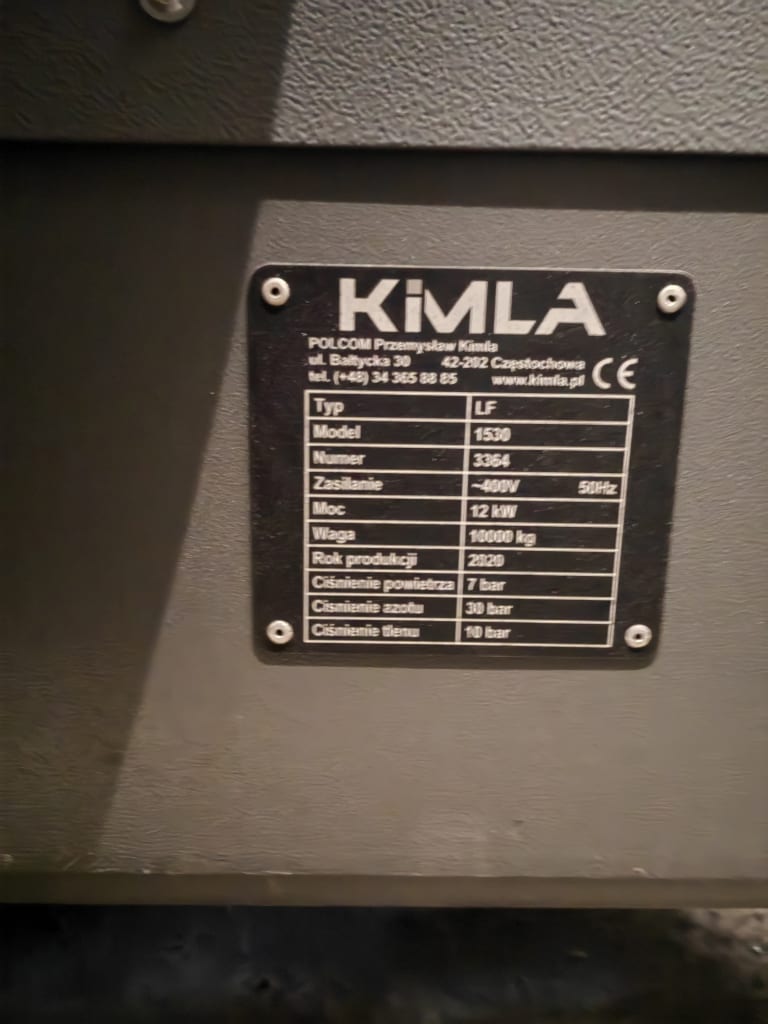 KiMLA
POLCOM Przemysław Kimla
ul. Bałtycka 30 42-202 Częstochowa
tel. (+48) 34 365 88 85 www.kimla.pl CE
Typ LF
Model 1530
Numer 3364
Zasilanie ~400V 50Hz
Moc 12 kW
Waga 10000 kg
Rok produkcji 2020
Ciśnienie powietrza 7 bar
Ciśnienie azotu 30 bar
Ciśnienie tlenu 10 bar